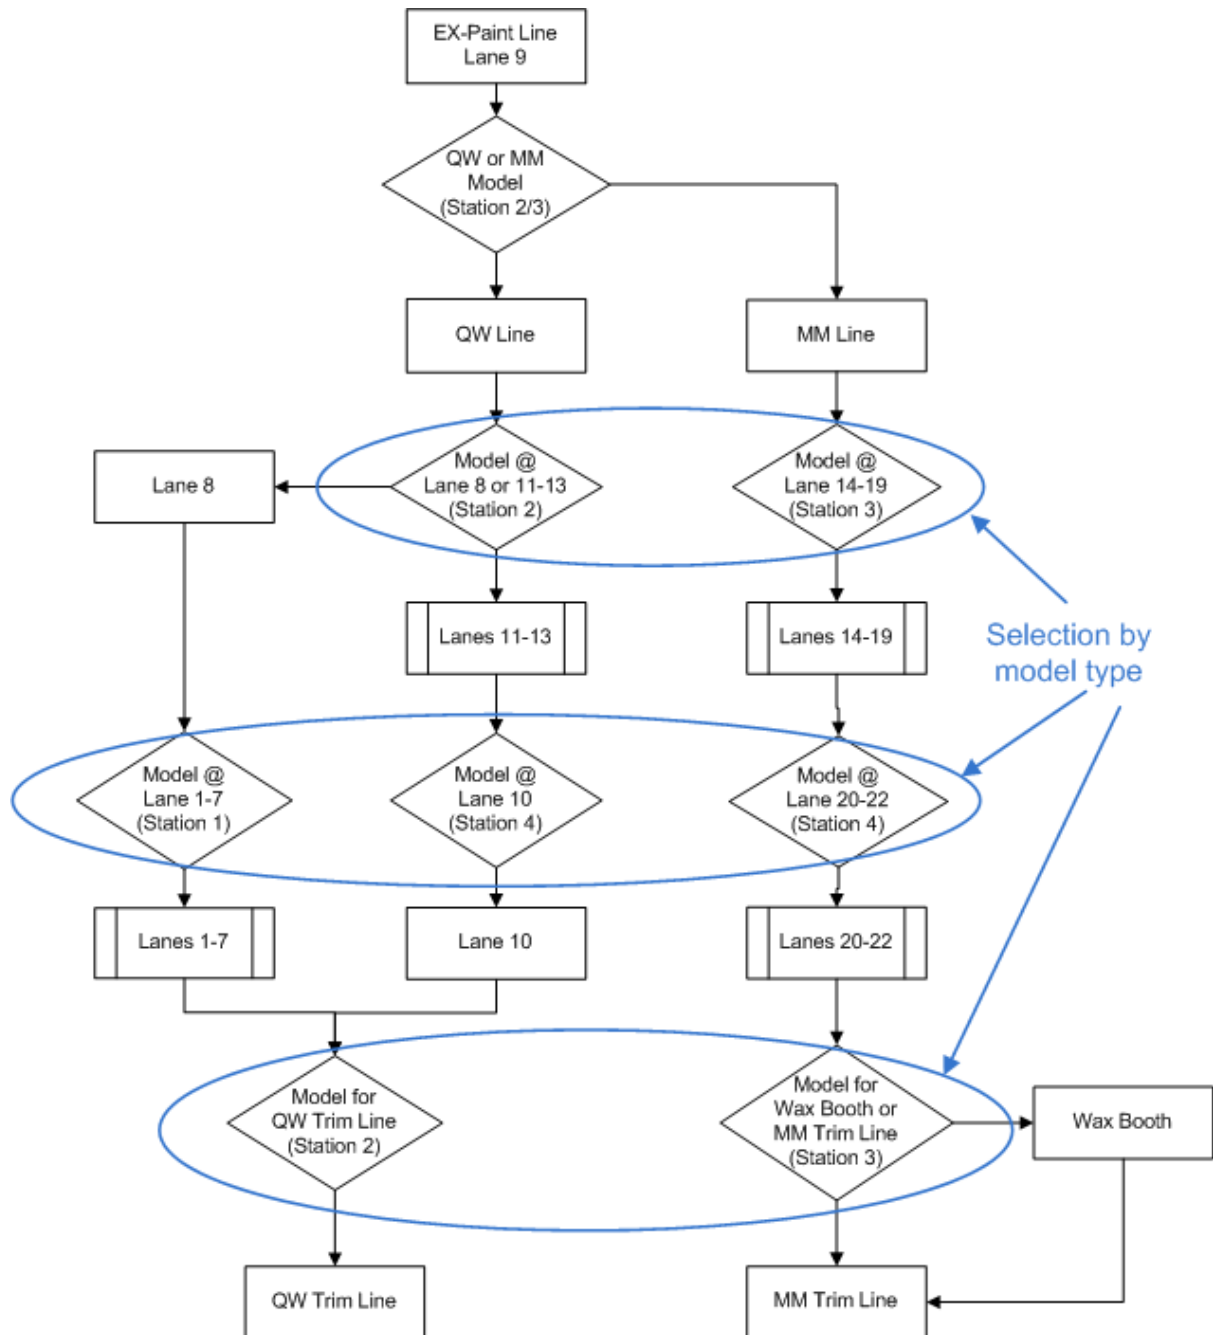 EX-Paint Line
Lane 9
QW or MM
Model
(Station 2/3)
QW Line
MM Line
Lane 8
Model @
Lane 8 or 11-13
(Station 2)
Model @
Lane 14-19
(Station 3)
Lanes 11-13
Lanes 14-19
Selection by
model type
Model @
Lane 1-7
(Station 1)
Model @
Lane 10
(Station 4)
Model @
Lane 20-22
(Station 4)
Lanes 1-7
Lane 10
Lanes 20-22
Model for
QW Trim Line
(Station 2)
Model for
Wax Booth or
MM Trim Line
(Station 3)
Wax Booth
QW Trim Line
MM Trim Line